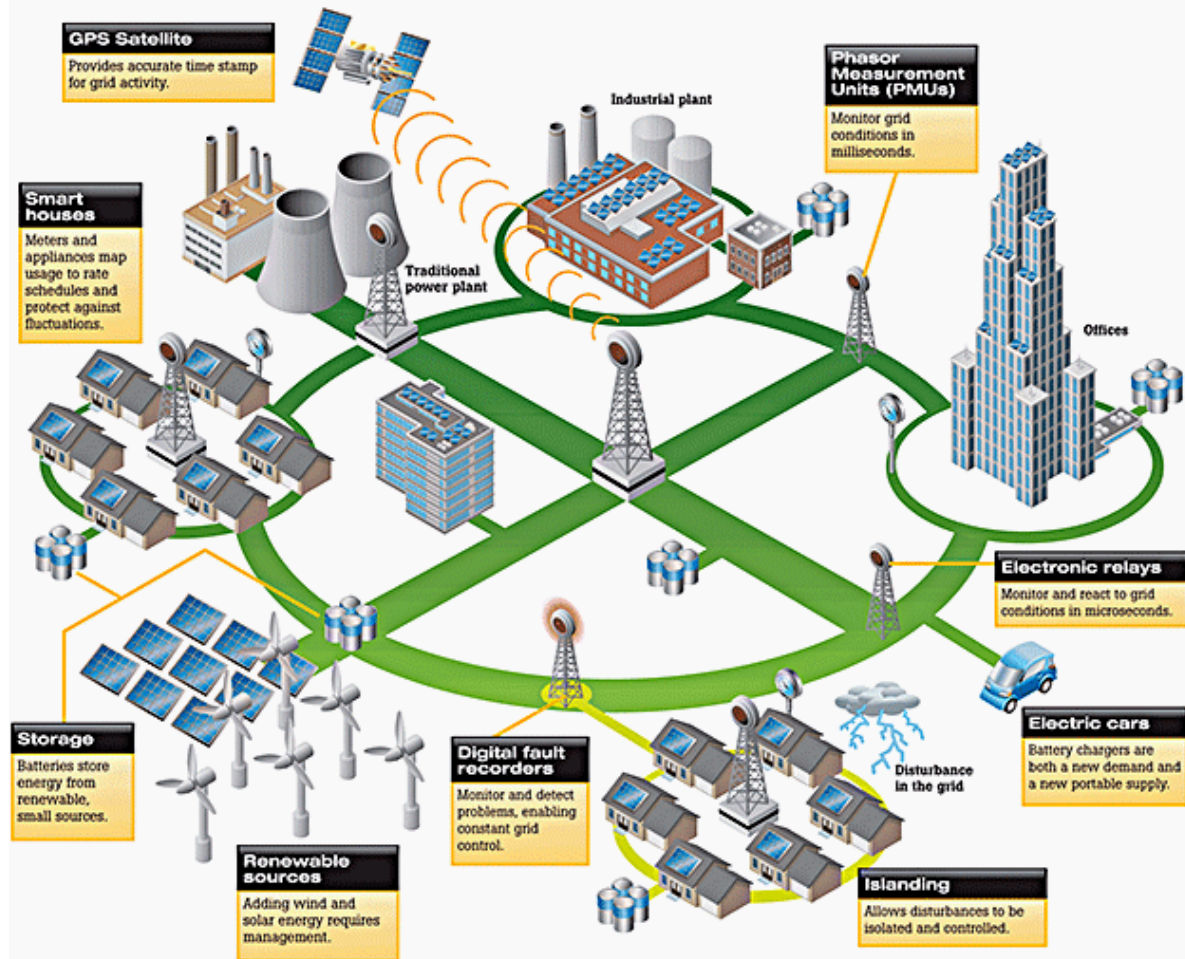 GPS Satellite
Provides accurate time stamp
for grid activity.
Industrial plant
Phasor
Measurement
Units (PMUs)
Monitor grid
conditions in
milliseconds.
Smart
houses
Meters and
appliances map
usage to rate
schedules and
protect against
fluctuations.
Traditional
power plant
Offices
Electronic relays
Monitor and react to grid
conditions in microseconds.
Storage
Batteries store
energy from
renewable,
small sources.
Renewable
sources
Adding wind and
solar energy requires
management.
Digital fault
recorders
Monitor and detect
problems, enabling
constant grid
control.
Disturbance
in the grid
Electric cars
Battery chargers are
both a new demand and
a new portable supply.
Islanding
Allows disturbances to be
isolated and controlled.